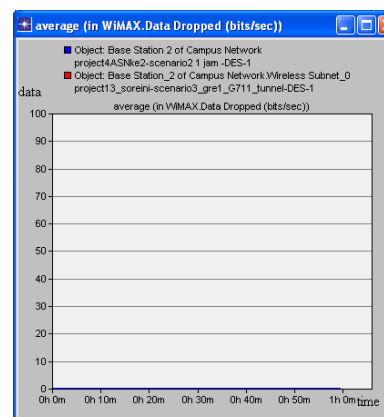 average (in WiMAX.Data Dropped (bits/sec))
Object: Base Station 2 of Campus Network
project4ASNke2-scenario2 1 jam -DES-1
Object: Base Station_2 of Campus Network.Wireless Subnet_0
project13_soreini-scenario3_gre1_G711_tunnel-DES-1
data
average (in WiMAX.Data Dropped (bits/sec))
100
90
80
70
60
50
40
30
20
10
0
0h 0m 0h 10m 0h 20m 0h 30m 0h 40m 0h 50m 1h 0m time